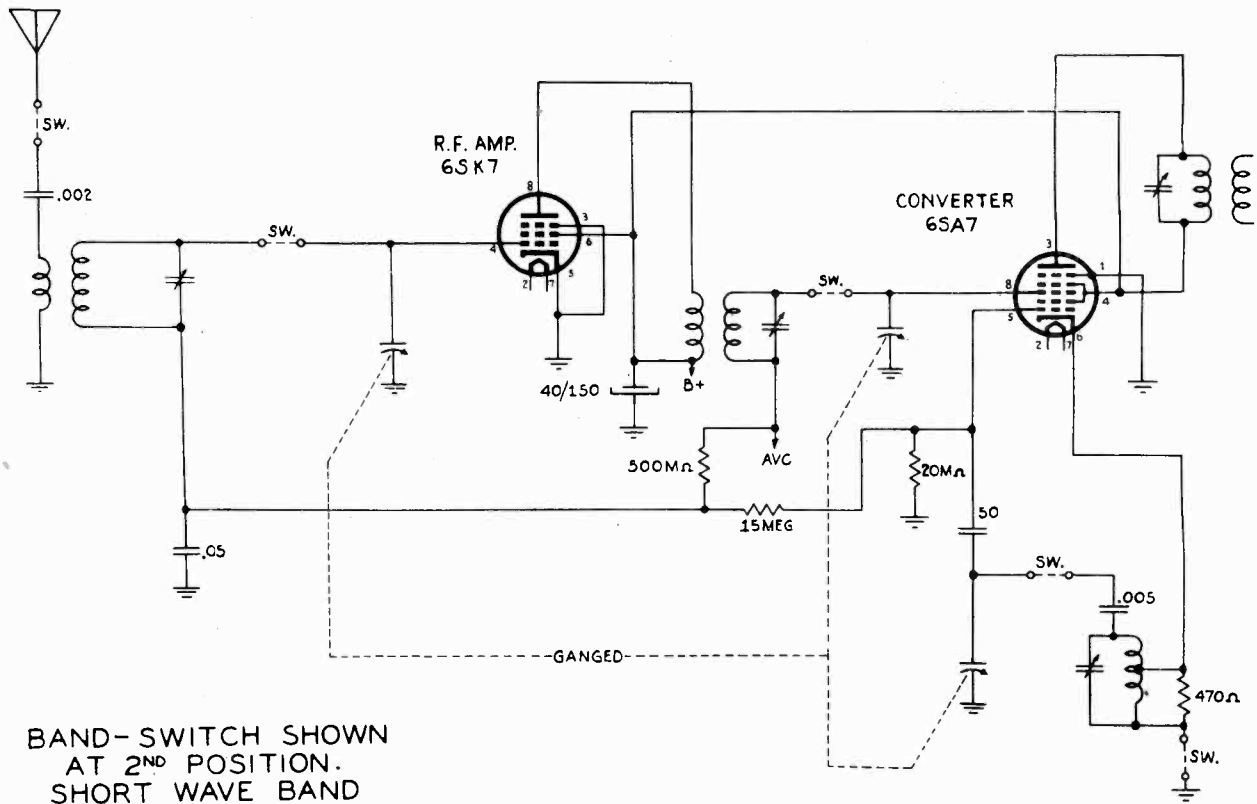 SW.
.002
SW.
R.F. AMP.
6SK7
8
3
6
4
5
2
7
CONVERTER
6SA7
3
1
8
4
5
2
7
6
SW.
40/150
B+
500MΩ
AVC
20MΩ
15MEG
.05
50
SW.
.005
470Ω
SW.
GANGED
BAND-SWITCH SHOWN
AT 2ND POSITION.
SHORT WAVE BAND